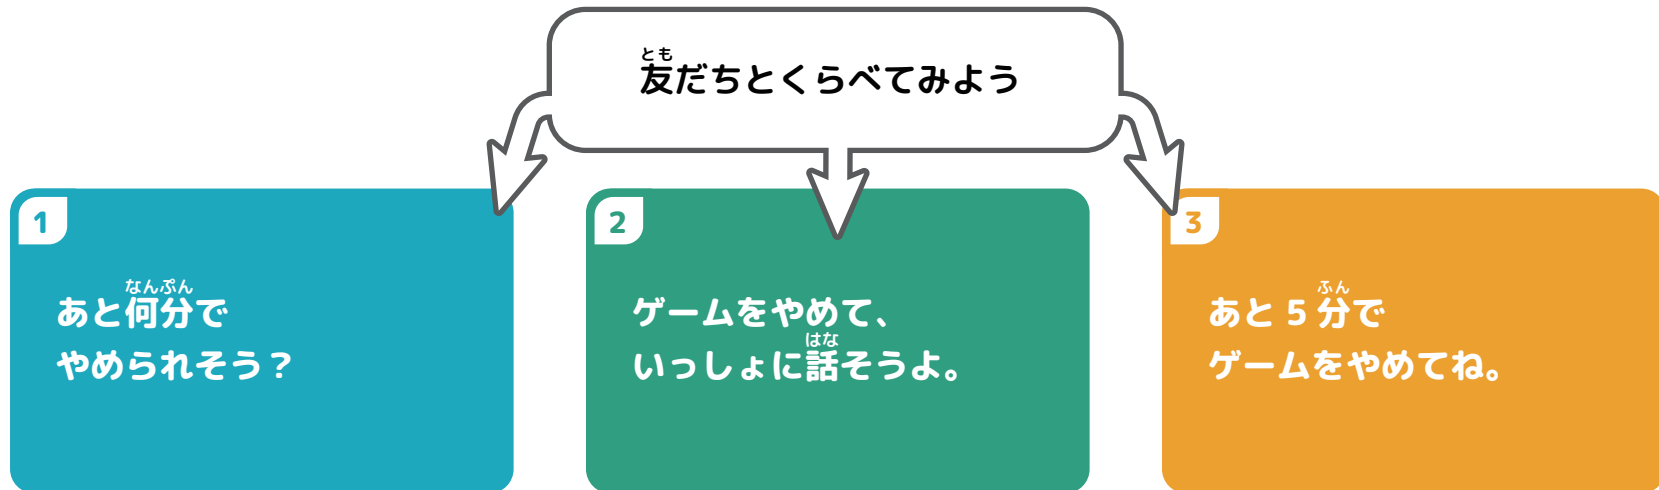 とも
友だちとくらべてみよう
1
なんぷん
あと何分で
やめられそう？
2
ゲームをやめて、
はな
いっしょに話そうよ。
3
ふん
あと5分で
ゲームをやめてね。